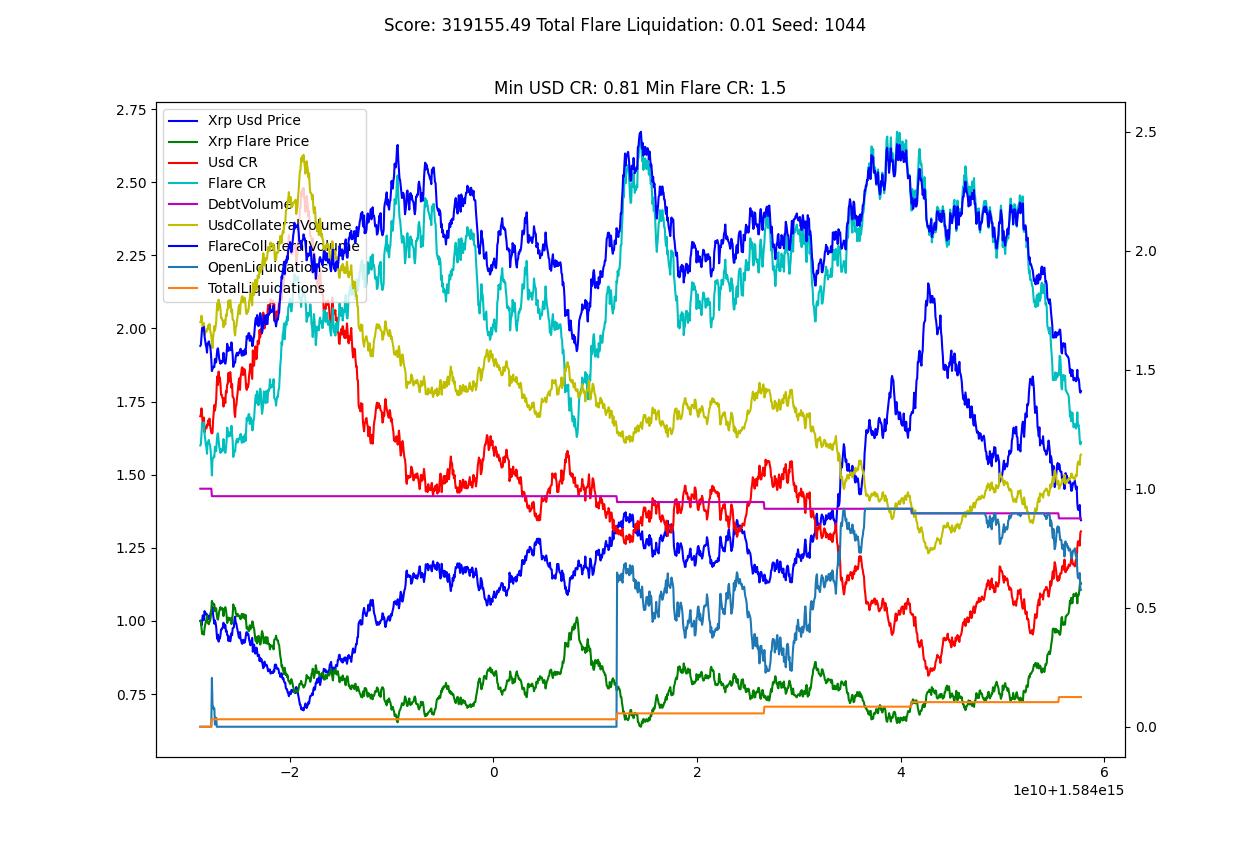 Score: 319155.49 Total Flare Liquidation: 0.01 Seed: 1044
Min USD CR: 0.81 Min Flare CR: 1.5
Xrp Usd Price
Xrp Flare Price
Usd CR
Flare CR
DebtVolume
UsdCollateralVolume
FlareCollateralVolume
OpenLiquidations
TotalLiquidations
2.75
2.50
2.25
2.00
1.75
1.50
1.25
1.00
0.75
2.5
2.0
1.5
1.0
0.5
0.0
−2 0 2 4 6
1e10+1.584e15